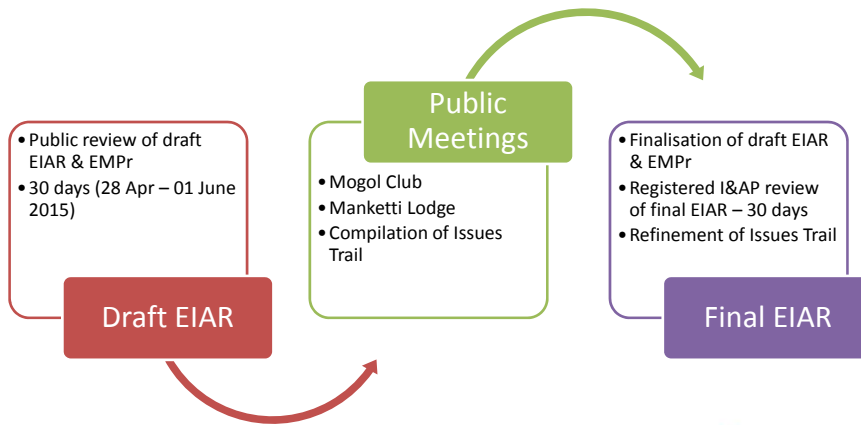 • Public review of draft
EIAR & EMPr
• 30 days (28 Apr – 01 June
2015)
Draft EIAR
Public
Meetings
• Mogol Club
• Manketti Lodge
• Compilation of Issues
Trail
• Finalisation of draft EIAR
& EMPr
• Registered I&AP review
of final EIAR – 30 days
• Refinement of Issues Trail
Final EIAR